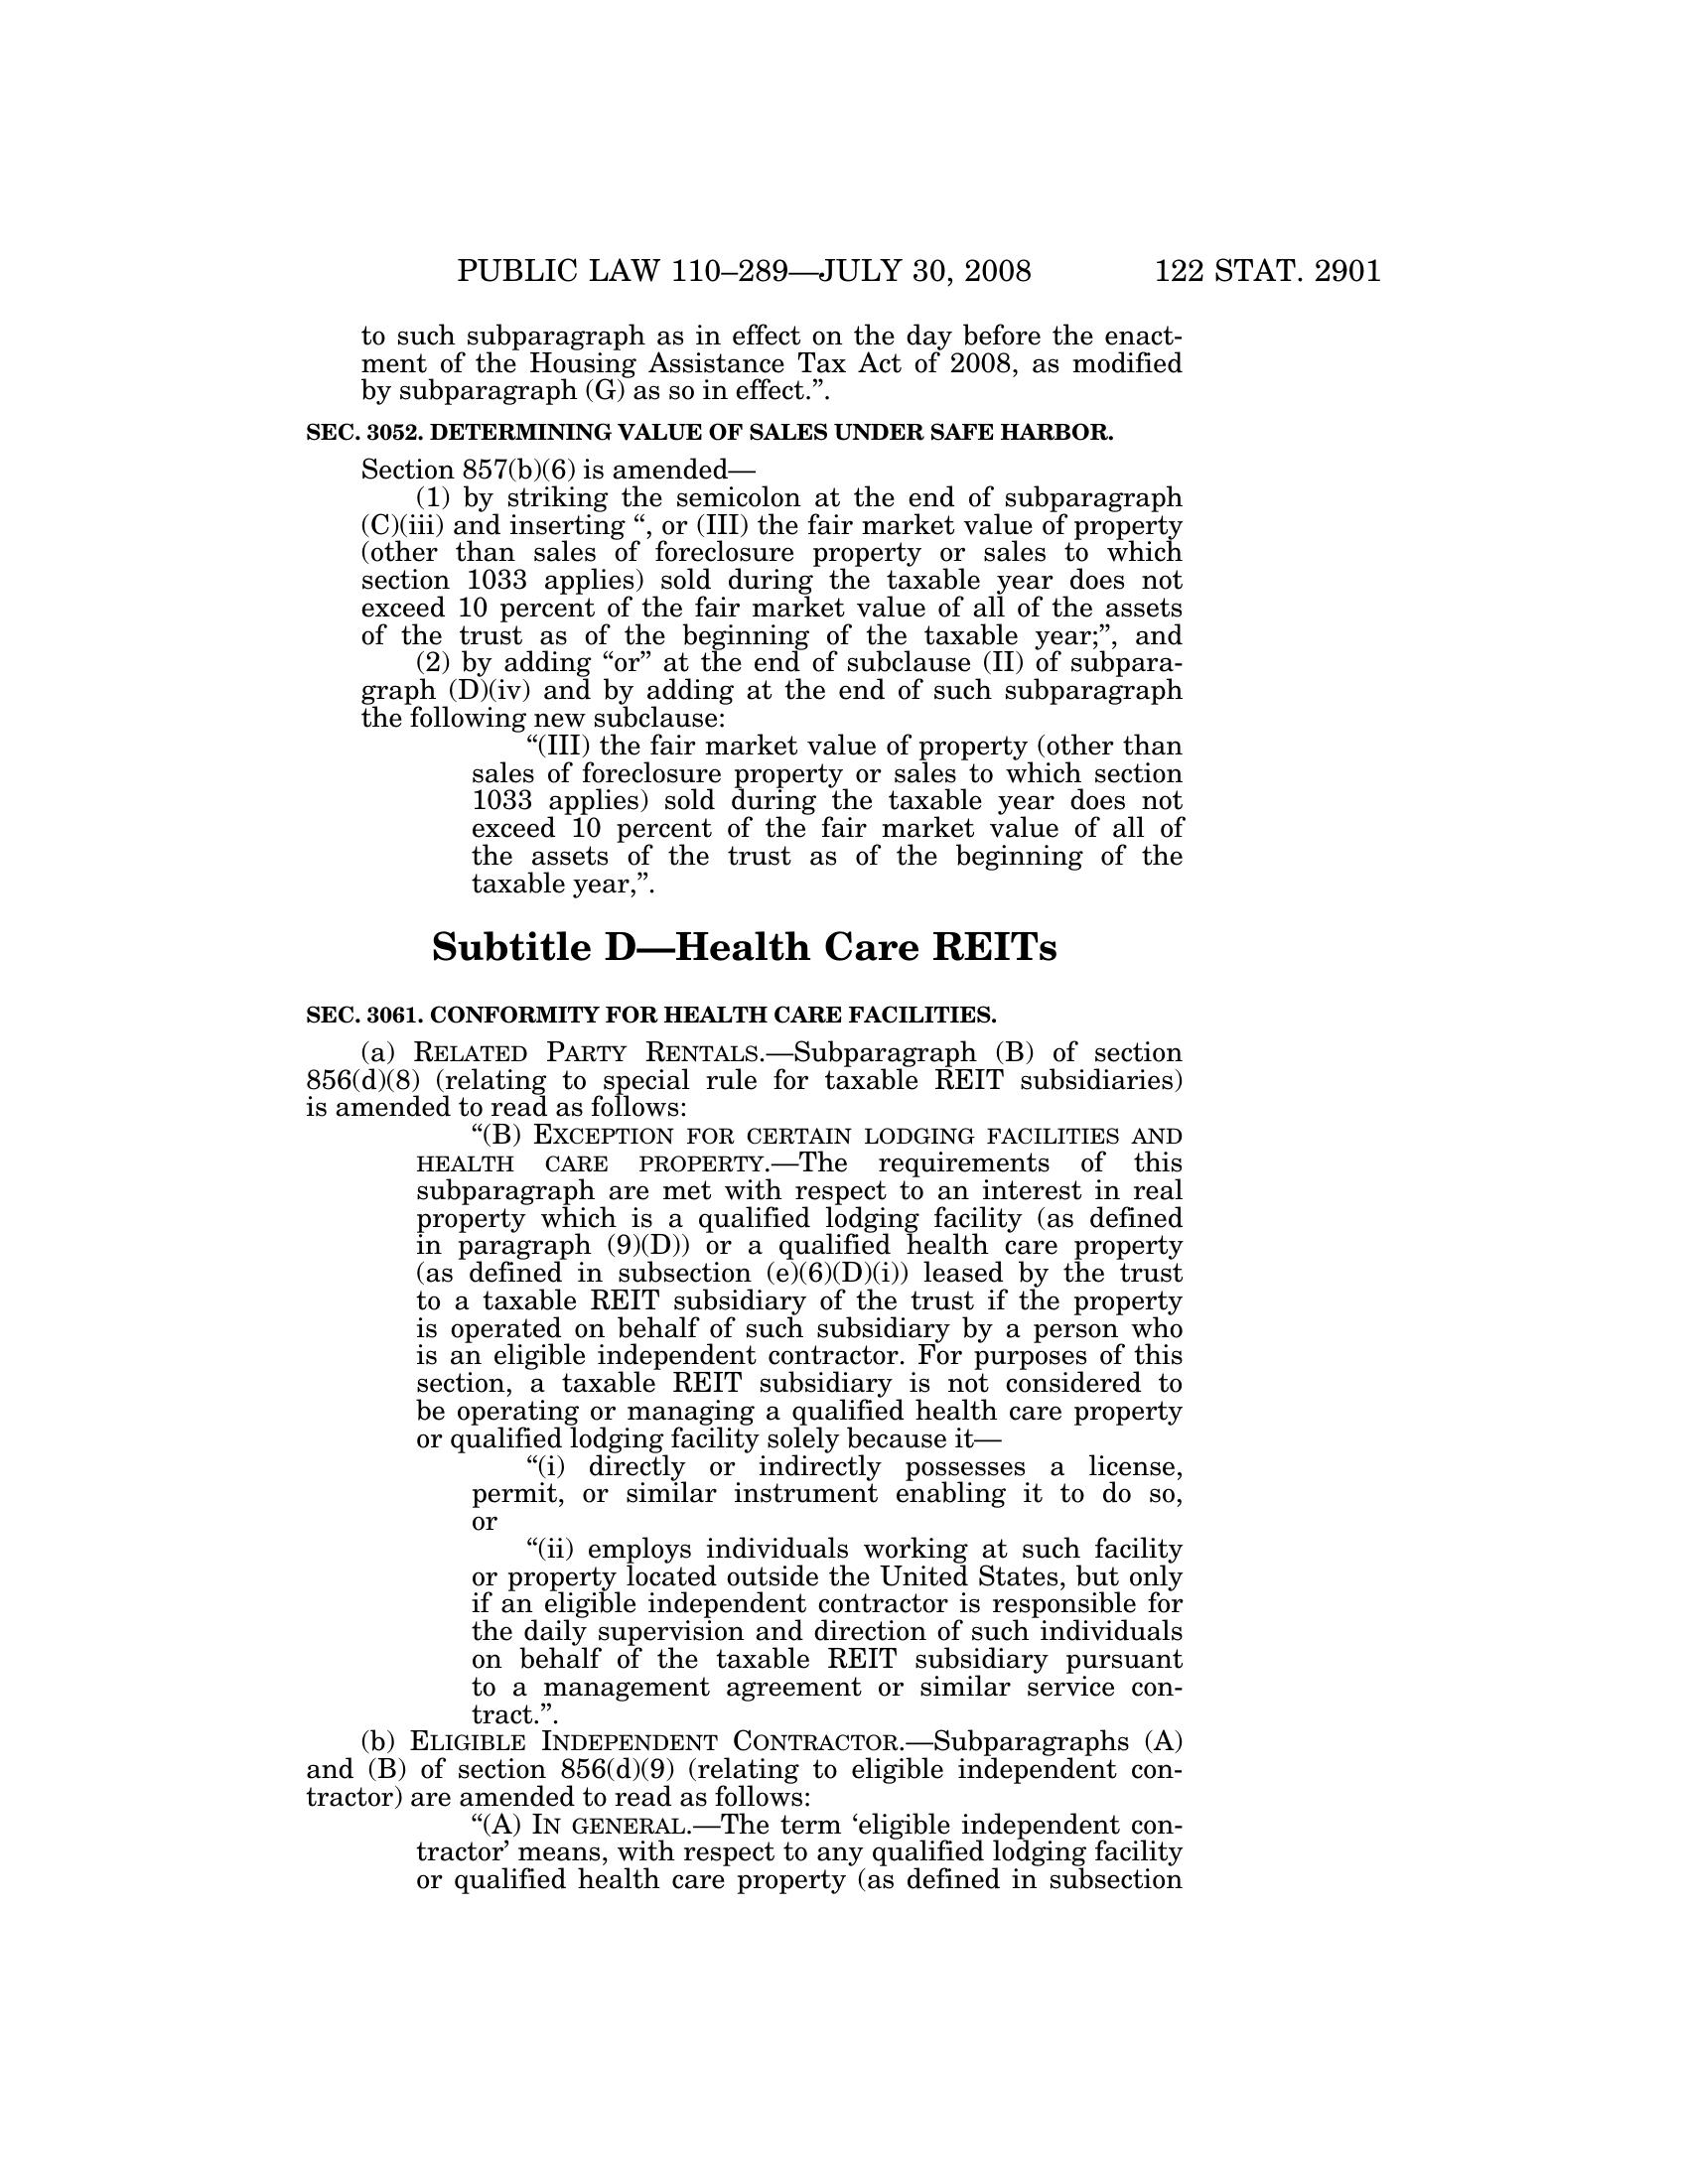 PUBLIC LAW 110–289—JULY 30, 2008 122 STAT. 2901
to such subparagraph as in effect on the day before the enact-
ment of the Housing Assistance Tax Act of 2008, as modified
by subparagraph (G) as so in effect.”.
SEC. 3052. DETERMINING VALUE OF SALES UNDER SAFE HARBOR.
Section 857(b)(6) is amended—
(1) by striking the semicolon at the end of subparagraph
(C)(iii) and inserting “, or (III) the fair market value of property
(other than sales of foreclosure property or sales to which
section 1033 applies) sold during the taxable year does not
exceed 10 percent of the fair market value of all of the assets
of the trust as of the beginning of the taxable year;”, and
(2) by adding “or” at the end of subclause (II) of subpara-
graph (D)(iv) and by adding at the end of such subparagraph
the following new subclause:
“(III) the fair market value of property (other than
sales of foreclosure property or sales to which section
1033 applies) sold during the taxable year does not
exceed 10 percent of the fair market value of all of
the assets of the trust as of the beginning of the
taxable year,”.
Subtitle D—Health Care REITs
SEC. 3061. CONFORMITY FOR HEALTH CARE FACILITIES.
(a) RELATED PARTY RENTALS.—Subparagraph (B) of section
856(d)(8) (relating to special rule for taxable REIT subsidiaries)
is amended to read as follows:
“(B) EXCEPTION FOR CERTAIN LODGING FACILITIES AND
HEALTH CARE PROPERTY.—The requirements of this
subparagraph are met with respect to an interest in real
property which is a qualified lodging facility (as defined
in paragraph (9)(D)) or a qualified health care property
(as defined in subsection (e)(6)(D)(i)) leased by the trust
to a taxable REIT subsidiary of the trust if the property
is operated on behalf of such subsidiary by a person who
is an eligible independent contractor. For purposes of this
section, a taxable REIT subsidiary is not considered to
be operating or managing a qualified health care property
or qualified lodging facility solely because it—
“(i) directly or indirectly possesses a license,
permit, or similar instrument enabling it to do so,
or
“(ii) employs individuals working at such facility
or property located outside the United States, but only
if an eligible independent contractor is responsible for
the daily supervision and direction of such individuals
on behalf of the taxable REIT subsidiary pursuant
to a management agreement or similar service con-
tract.”.
(b) ELIGIBLE INDEPENDENT CONTRACTOR.—Subparagraphs (A)
and (B) of section 856(d)(9) (relating to eligible independent con-
tractor) are amended to read as follows:
“(A) IN GENERAL.—The term ‘eligible independent con-
tractor’ means, with respect to any qualified lodging facility
or qualified health care property (as defined in subsection